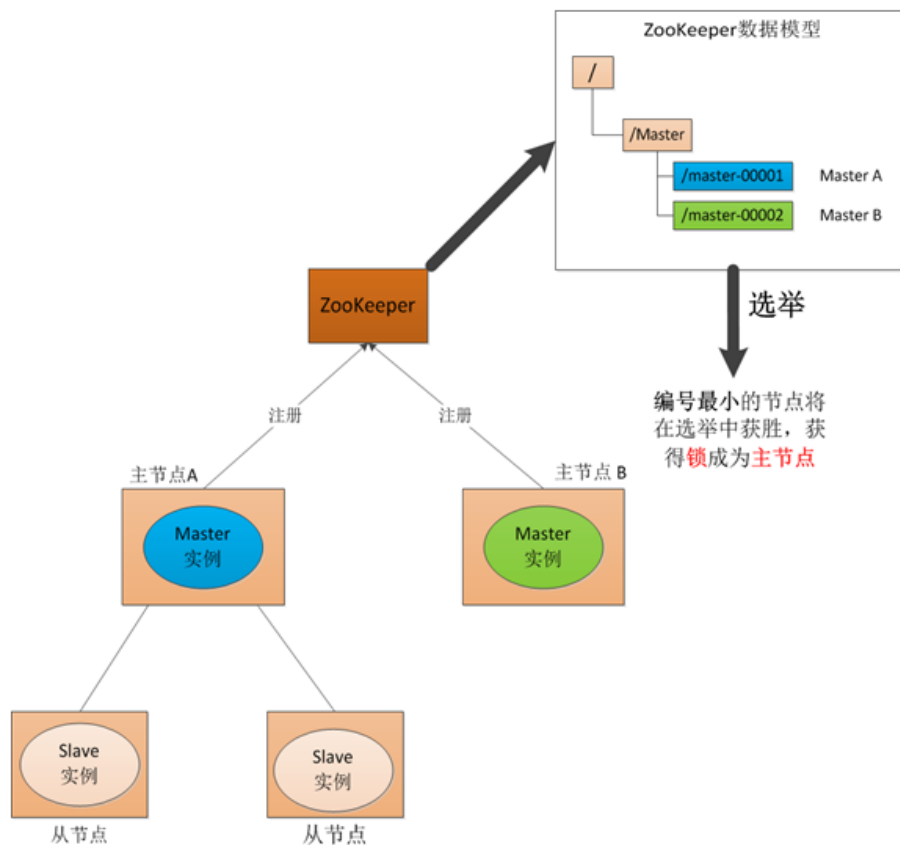 ZooKeeper数据模型
/
/Master
/master-00001 Master A
/master-00002 Master B
选举
编号最小的节点将
在选举中获胜，获
得锁成为主节点
ZooKeeper
注册 注册
主节点A 主节点 B
Master
实例
Master
实例
Slave
实例
从节点
Slave
实例
从节点